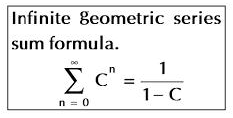 Infinite geometric series
sum formula.
∞
∑ Cⁿ = 1
n = 0
1 - C